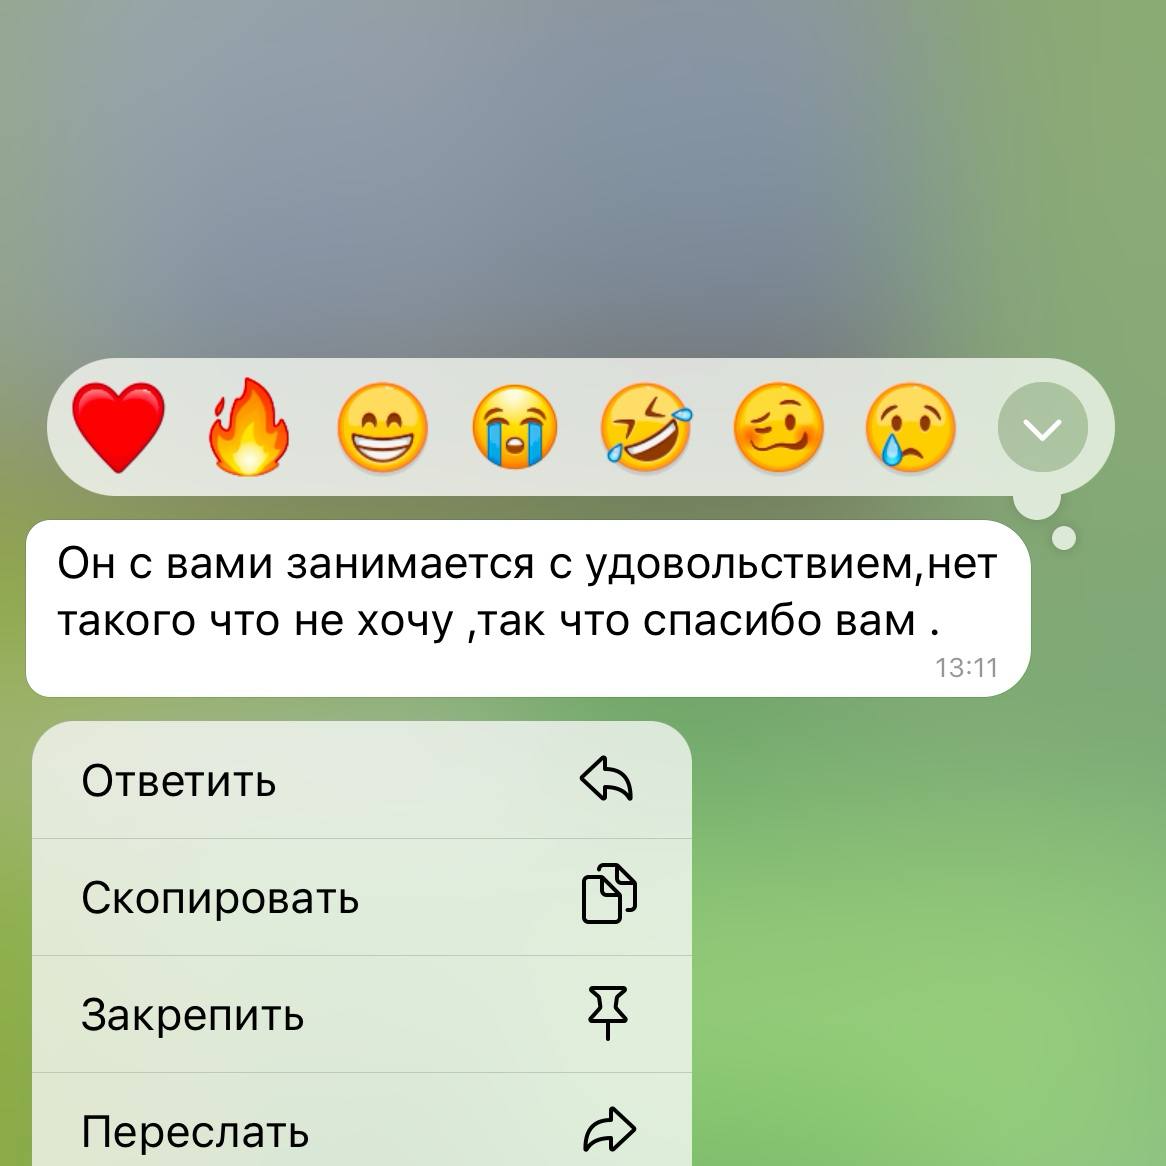 Он с вами занимается с удовольствием,нет
такого что не хочу ,так что спасибо вам .
13:11
Ответить
Скопировать
Закрепить
Переслать